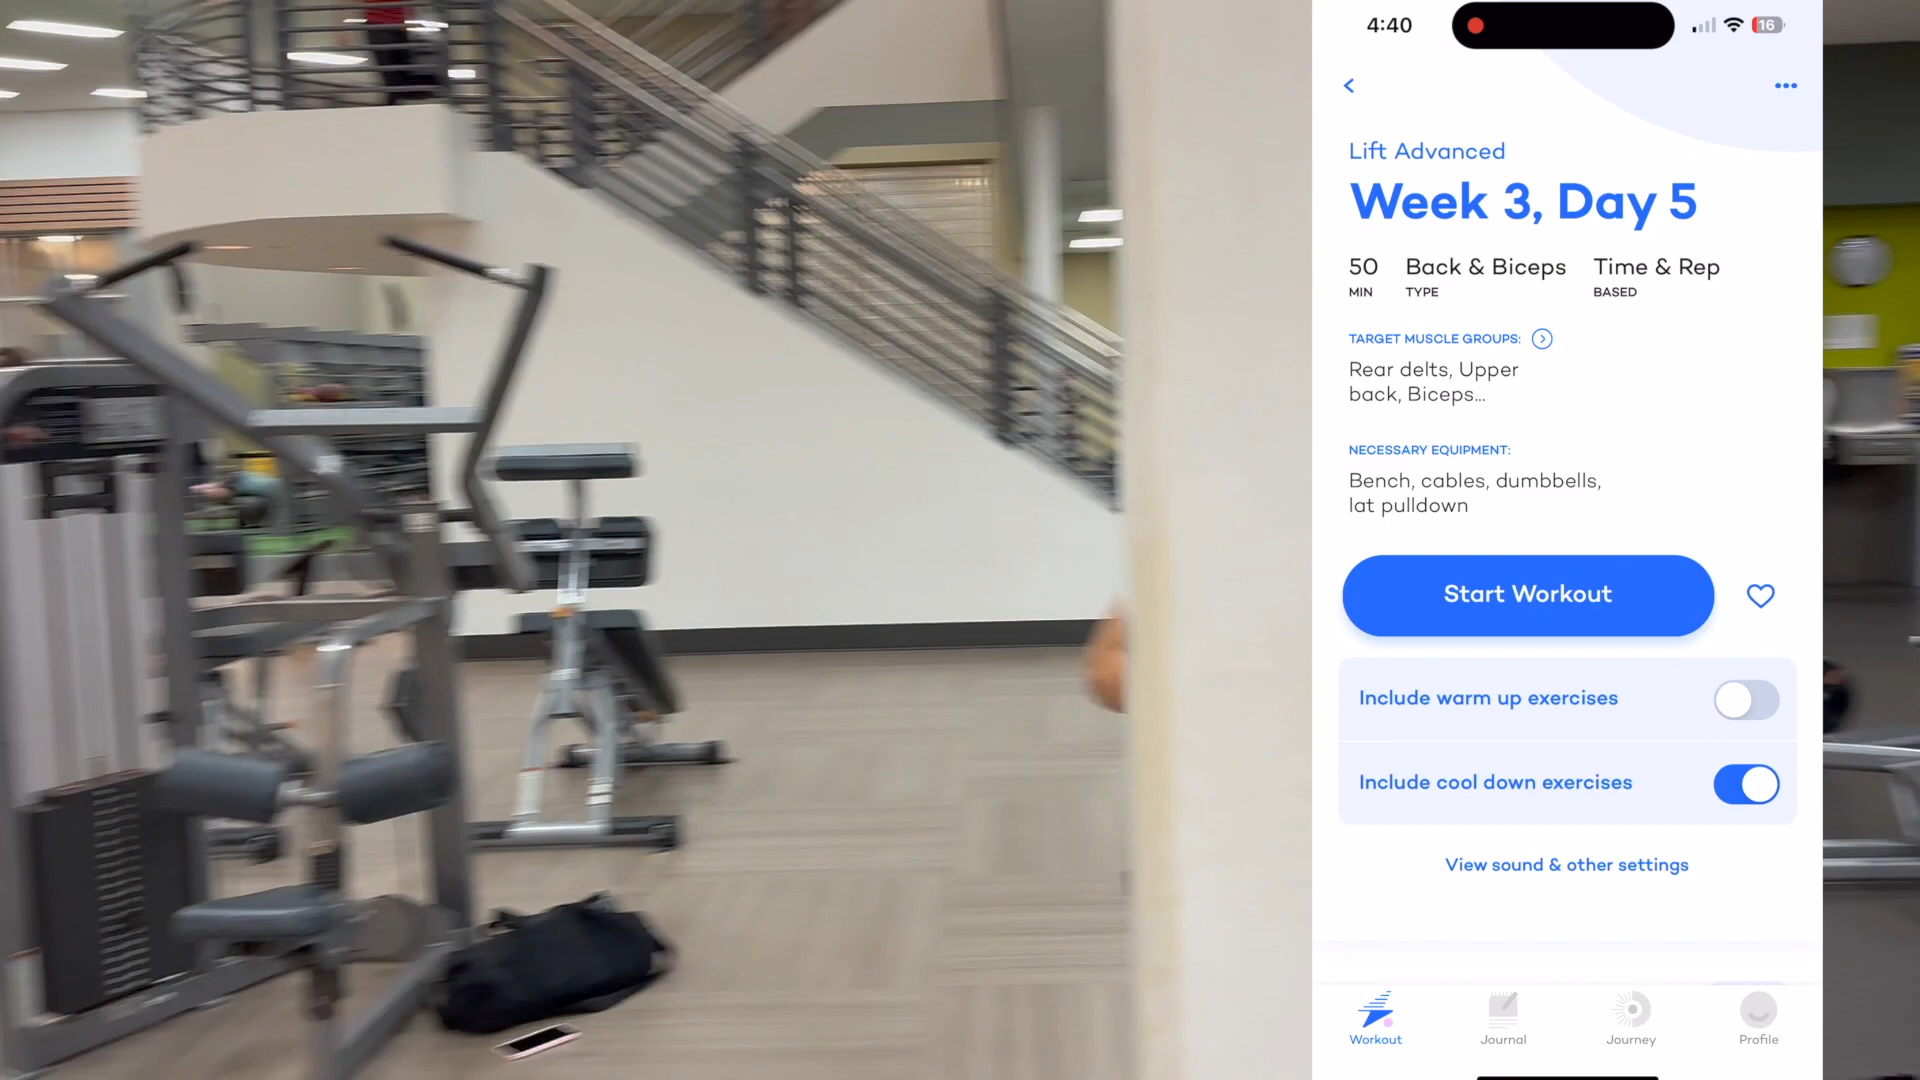 4:40
16
Lift Advanced
Week 3, Day 5
50 Back & Biceps Time & Rep
MIN TYPE BASED
TARGET MUSCLE GROUPS:
Rear delts, Upper
back, Biceps...
NECESSARY EQUIPMENT:
Bench, cables, dumbbells,
lat pulldown
Start Workout
Include warm up exercises
Include cool down exercises
View sound & other settings
Workout Journal Journey Profile